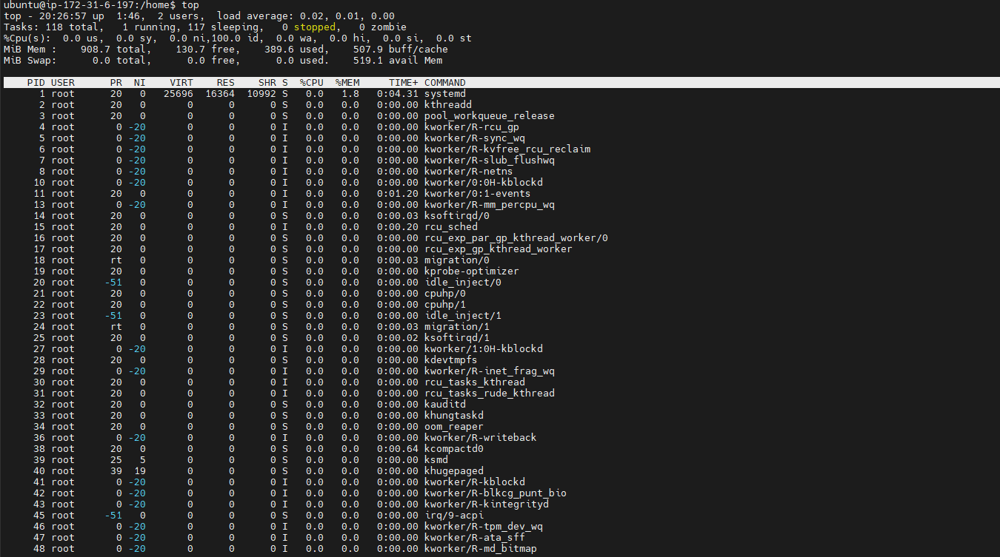 ubuntu@ip-172-31-6-197:/home$ top
top - 20:26:57 up  1:46,  2 users,  load average: 0.02, 0.01, 0.00
Tasks: 118 total,   1 running, 117 sleeping,   0 stopped,   0 zombie
%Cpu(s):  0.0 us,  0.0 sy,  0.0 ni,100.0 id,  0.0 wa,  0.0 hi,  0.0 si,  0.0 st
MiB Mem :    908.7 total,    130.7 free,    389.6 used,    507.9 buff/cache
MiB Swap:      0.0 total,      0.0 free,      0.0 used.    519.1 avail Mem
PID USER      PR  NI    VIRT    RES    SHR S  %CPU  %MEM     TIME+ COMMAND
1 root      20   0   25696  16364  10992 S   0.0   1.8   0:04.31 systemd
2 root      20   0       0      0      0 S   0.0   0.0   0:00.00 kthreadd
3 root      20   0       0      0      0 S   0.0   0.0   0:00.00 pool_workqueue_release
4 root       0 -20       0      0      0 I   0.0   0.0   0:00.00 kworker/R-rcu_gp
5 root       0 -20       0      0      0 I   0.0   0.0   0:00.00 kworker/R-sync_wq
6 root       0 -20       0      0      0 I   0.0   0.0   0:00.00 kworker/R-kvfree_rcu_reclaim
7 root       0 -20       0      0      0 I   0.0   0.0   0:00.00 kworker/R-slub_flushwq
8 root       0 -20       0      0      0 I   0.0   0.0   0:00.00 kworker/R-netns
10 root       0 -20       0      0      0 I   0.0   0.0   0:00.00 kworker/0:0H-kblockd
11 root      20   0       0      0      0 I   0.0   0.0   0:01.20 kworker/0:1-events
13 root       0 -20       0      0      0 I   0.0   0.0   0:00.00 kworker/R-mm_percpu_wq
14 root      20   0       0      0      0 S   0.0   0.0   0:00.03 ksoftirqd/0
15 root      20   0       0      0      0 I   0.0   0.0   0:00.20 rcu_sched
16 root      20   0       0      0      0 S   0.0   0.0   0:00.00 rcu_exp_par_gp_kthread_worker/0
17 root      20   0       0      0      0 S   0.0   0.0   0:00.00 rcu_exp_gp_kthread_worker
18 root      rt   0       0      0      0 S   0.0   0.0   0:00.03 migration/0
19 root      20   0       0      0      0 S   0.0   0.0   0:00.00 kprobe-optimizer
20 root     -51   0       0      0      0 S   0.0   0.0   0:00.00 idle_inject/0
21 root      20   0       0      0      0 S   0.0   0.0   0:00.00 cpuhp/0
22 root      20   0       0      0      0 S   0.0   0.0   0:00.00 cpuhp/1
23 root     -51   0       0      0      0 S   0.0   0.0   0:00.00 idle_inject/1
24 root      rt   0       0      0      0 S   0.0   0.0   0:00.03 migration/1
25 root      20   0       0      0      0 S   0.0   0.0   0:00.02 ksoftirqd/1
27 root       0 -20       0      0      0 I   0.0   0.0   0:00.00 kworker/1:0H-kblockd
28 root      20   0       0      0      0 S   0.0   0.0   0:00.00 kdevtmpfs
29 root       0 -20       0      0      0 I   0.0   0.0   0:00.00 kworker/R-inet_frag_wq
30 root      20   0       0      0      0 I   0.0   0.0   0:00.00 rcu_tasks_kthread
31 root      20   0       0      0      0 I   0.0   0.0   0:00.00 rcu_tasks_rude_kthread
32 root      20   0       0      0      0 S   0.0   0.0   0:00.00 kauditd
33 root      20   0       0      0      0 S   0.0   0.0   0:00.00 khungtaskd
34 root      20   0       0      0      0 S   0.0   0.0   0:00.00 oom_reaper
36 root       0 -20       0      0      0 I   0.0   0.0   0:00.00 kworker/R-writeback
38 root      20   0       0      0      0 S   0.0   0.0   0:00.64 kcompactd0
39 root      25   5       0      0      0 S   0.0   0.0   0:00.00 ksmd
40 root      39  19       0      0      0 S   0.0   0.0   0:00.00 khugepaged
41 root       0 -20       0      0      0 I   0.0   0.0   0:00.00 kworker/R-kblockd
42 root       0 -20       0      0      0 I   0.0   0.0   0:00.00 kworker/R-blkcg_punt_bio
43 root       0 -20       0      0      0 I   0.0   0.0   0:00.00 kworker/R-kintegrityd
45 root     -51   0       0      0      0 S   0.0   0.0   0:00.00 irq/9-acpi
46 root       0 -20       0      0      0 I   0.0   0.0   0:00.00 kworker/R-tpm_dev_wq
47 root       0 -20       0      0      0 I   0.0   0.0   0:00.00 kworker/R-ata_sff
48 root       0 -20       0      0      0 I   0.0   0.0   0:00.00 kworker/R-md_bitmap